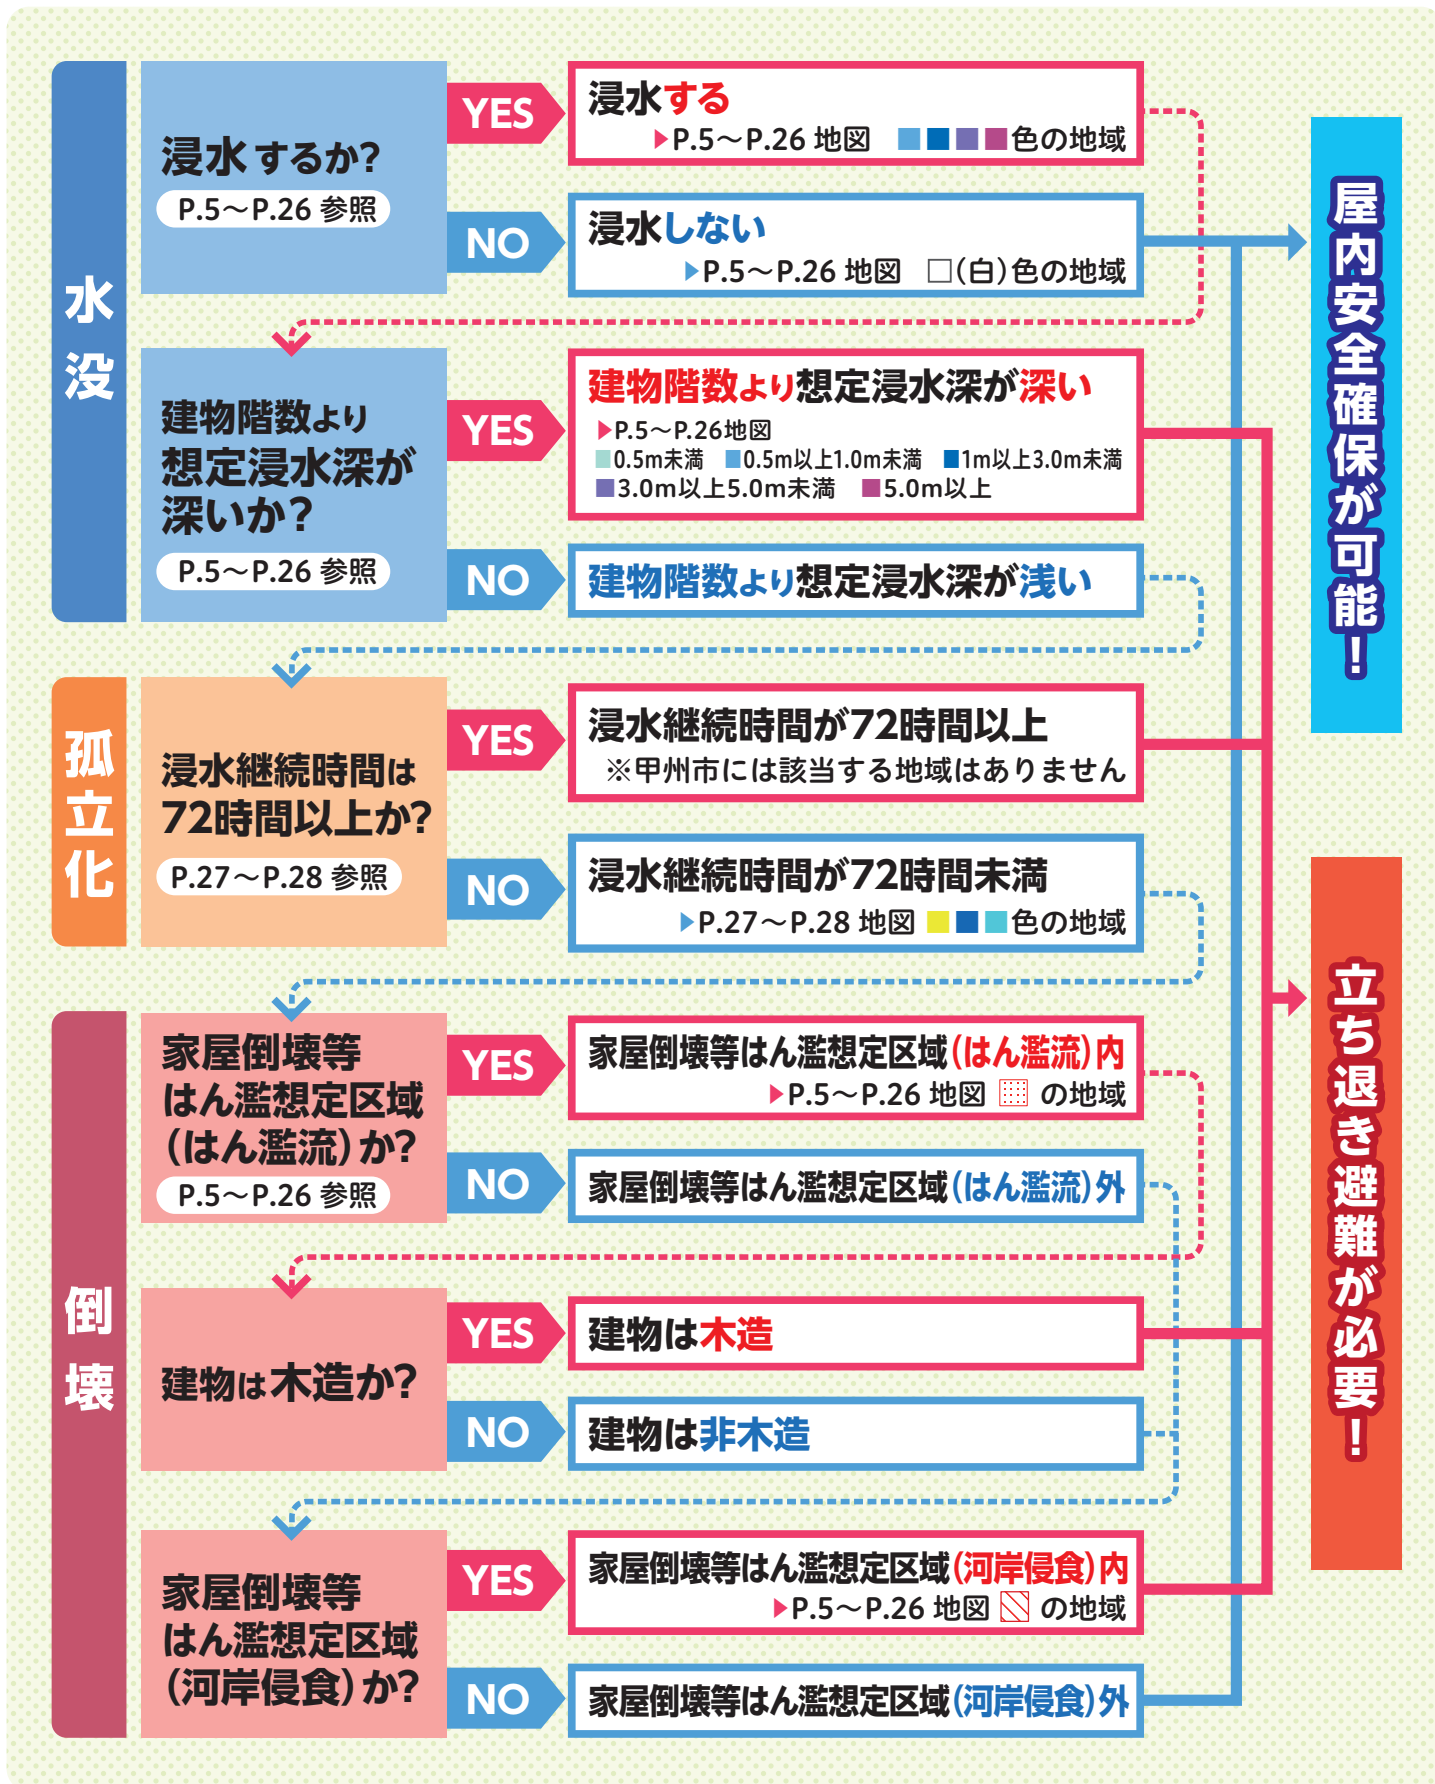 水没
浸水するか？
P.5～P.26 参照
YES
浸水する
▶P.5～P.26 地図 ■■■■色の地域
NO
浸水しない
▶P.5～P.26 地図 □（白）色の地域
建物階数より
想定浸水深が
深いか？
P.5～P.26 参照
YES
建物階数より想定浸水深が深い
▶P.5～P.26地図
■0.5m未満 ■0.5m以上1.0m未満 ■1m以上3.0m未満
■3.0m以上5.0m未満 ■5.0m以上
NO
建物階数より想定浸水深が浅い
孤立化
浸水継続時間は
72時間以上か？
P.27～P.28 参照
YES
浸水継続時間が72時間以上
※甲州市には該当する地域はありません
NO
浸水継続時間が72時間未満
▶P.27～P.28 地図 ■■■色の地域
倒壊
家屋倒壊等
はん濫想定区域
（はん濫流）か？
P.5～P.26 参照
YES
家屋倒壊等はん濫想定区域（はん濫流）内
▶P.5～P.26 地図 の地域
NO
家屋倒壊等はん濫想定区域（はん濫流）外
建物は木造か？
YES
建物は木造
NO
建物は非木造
家屋倒壊等
はん濫想定区域
（河岸侵食）か？
YES
家屋倒壊等はん濫想定区域（河岸侵食）内
▶P.5～P.26 地図 の地域
NO
家屋倒壊等はん濫想定区域（河岸侵食）外
屋内安全確保が可能！
立ち退き避難が必要！